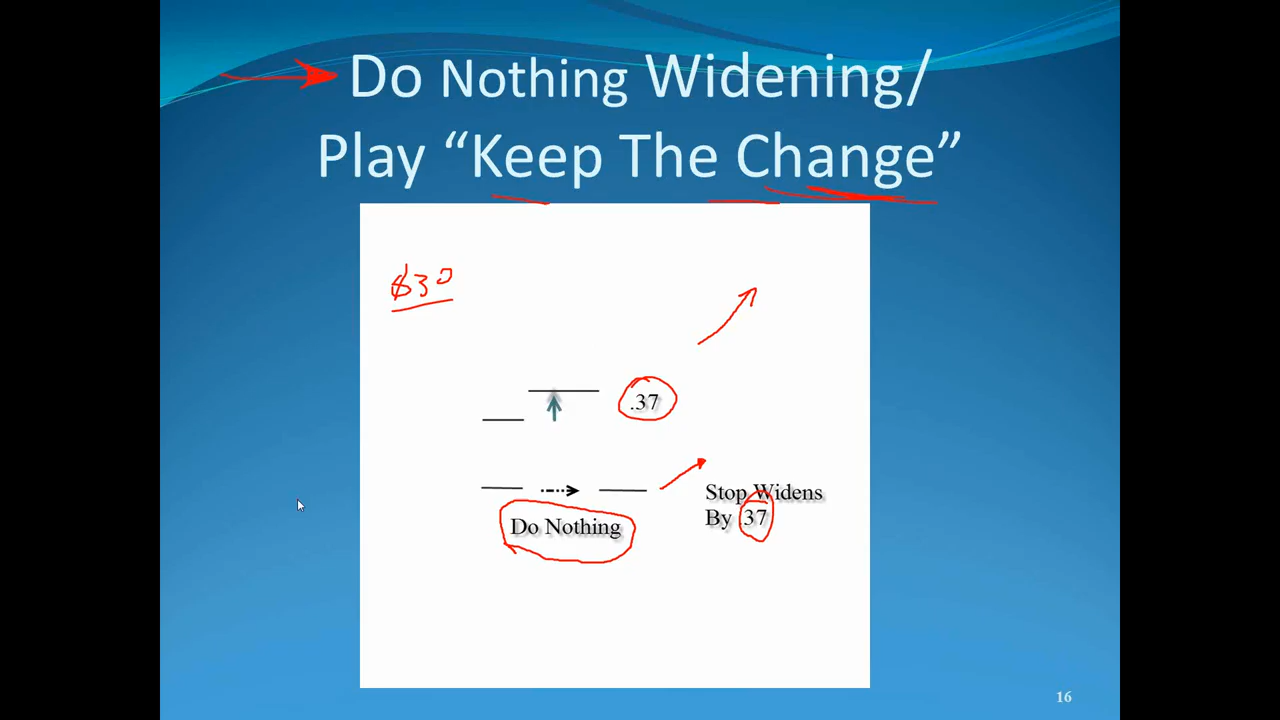 Do Nothing Widening/
Play “Keep The Change”
$30
.37
Stop Widens
By .37
Do Nothing
16